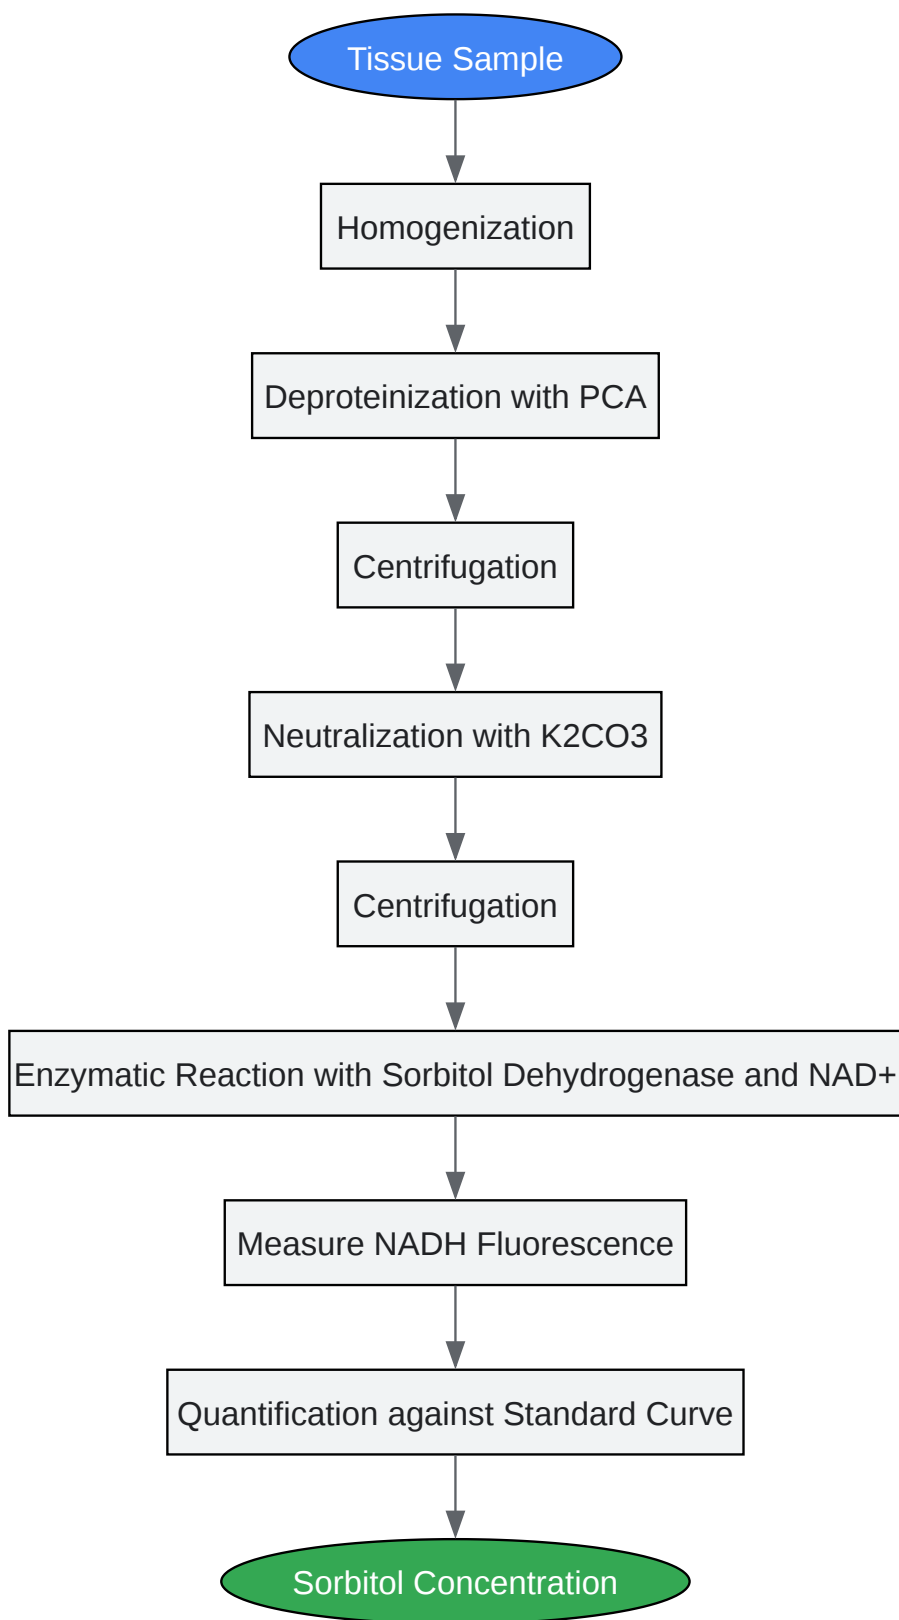 Tissue Sample
Homogenization
Deproteinization with PCA
Centrifugation
Neutralization with K2CO3
Centrifugation
Enzymatic Reaction with Sorbitol Dehydrogenase and NAD+
Measure NADH Fluorescence
Quantification against Standard Curve
Sorbitol Concentration